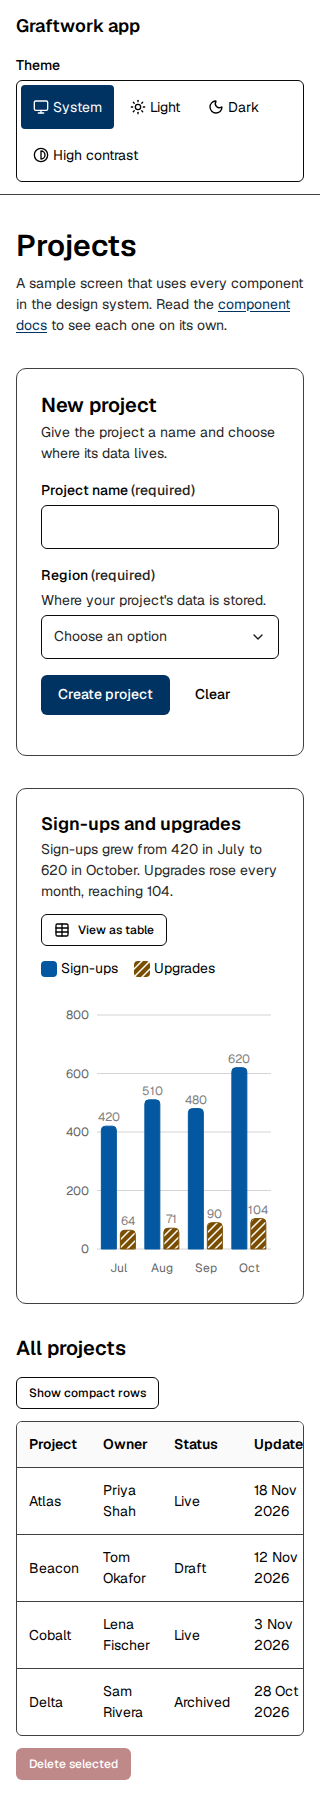 Graftwork app
Theme
System
Light
Dark
High contrast
Projects
A sample screen that uses every component
in the design system. Read the component
docs to see each one on its own.
New project
Give the project a name and choose
where its data lives.
Project name (required)
Region (required)
Where your project's data is stored.
Choose an option
Create project
Clear
Sign-ups and upgrades
Sign-ups grew from 420 in July to
620 in October. Upgrades rose every
month, reaching 104.
View as table
Sign-ups
Upgrades
800
600
400
200
0
420
64
510
71
480
90
620
104
Jul
Aug
Sep
Oct
All projects
Show compact rows
Project Owner Status Update
Atlas Priya Shah Live 18 Nov 2026
Beacon Tom Okafor Draft 12 Nov 2026
Cobalt Lena Fischer Live 3 Nov 2026
Delta Sam Rivera Archived 28 Oct 2026
Delete selected